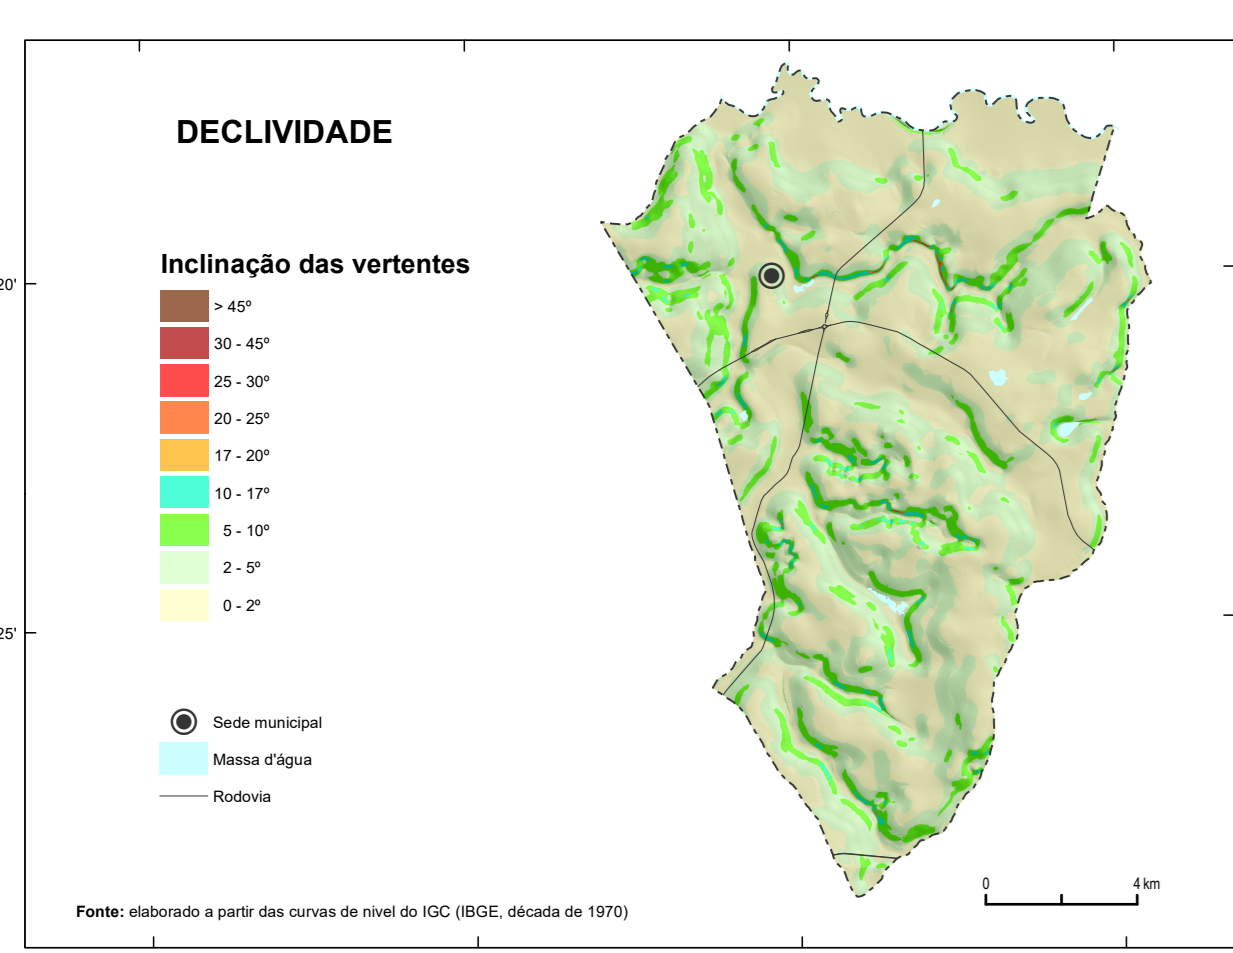 DECLIVIDADE
20'
Inclinação das vertentes
> 45º
30 - 45º
25 - 30º
20 - 25º
17 - 20º
10 - 17º
5 - 10º
2 - 5º
0 - 2º
25'
Sede municipal
Massa d'água
Rodovia
0 4 km
Fonte: elaborado a partir das curvas de nivel do IGC (IBGE, década de 1970)